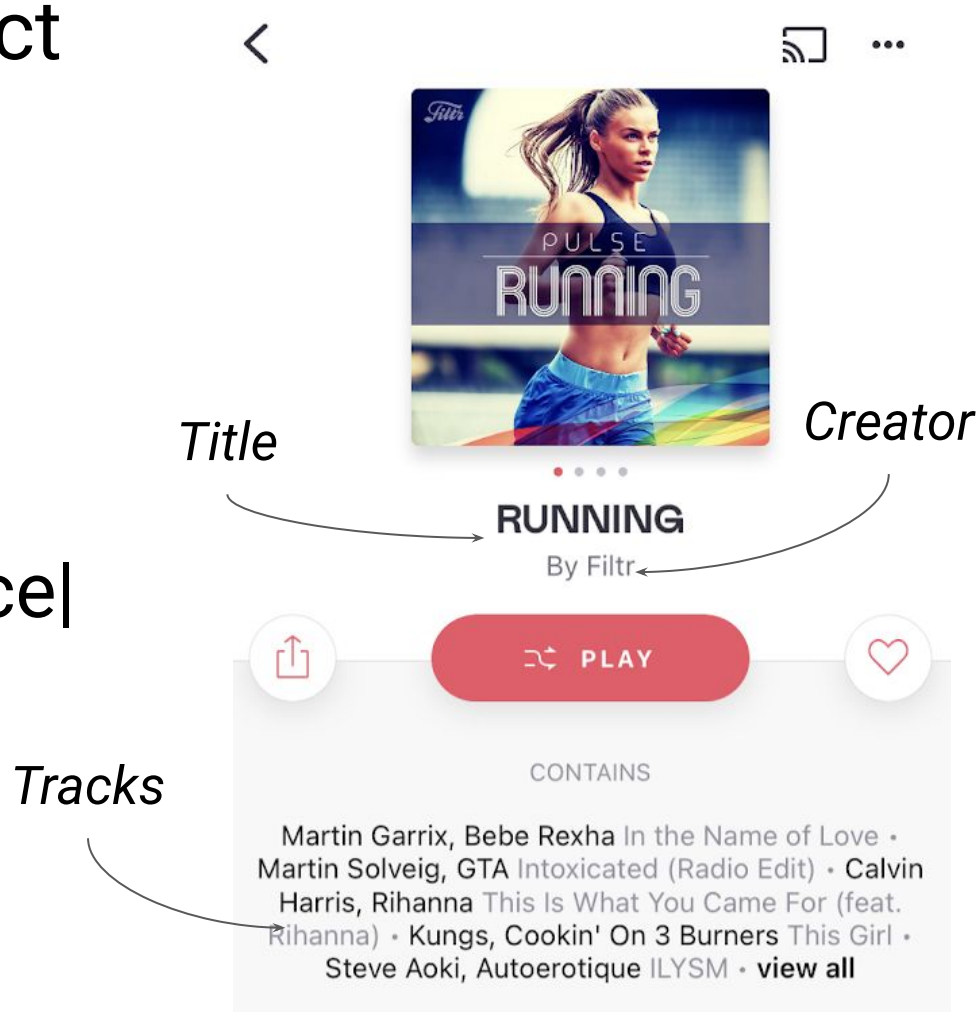 ct
Filtr
PULSE
RUNNING
Title
Creator
RUNNING
By Filtr
ce|
PLAY
Tracks
CONTAINS
Martin Garrix, Bebe Rexha In the Name of Love •
Martin Solveig, GTA Intoxicated (Radio Edit) • Calvin
Harris, Rihanna This Is What You Came For (feat.
Rihanna) • Kungs, Cookin' On 3 Burners This Girl •
Steve Aoki, Autoerotique ILYSM • view all